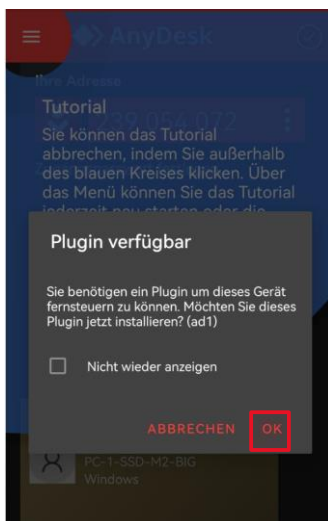 AnyDesk
Ihre Adresse
Tutorial
Sie können das Tutorial
abbrechen, indem Sie außerhalb
des blauen Kreises klicken. Über
das Menü können Sie das Tutorial
jederzeit neu starten oder die
Plugin verfügbar
Sie benötigen ein Plugin um dieses Gerät
fernsteuern zu können. Möchten Sie dieses
Plugin jetzt installieren? (ad1)
Nicht wieder anzeigen
ABBRECHEN OK
PC-1-SSD-M2-BIG
Windows